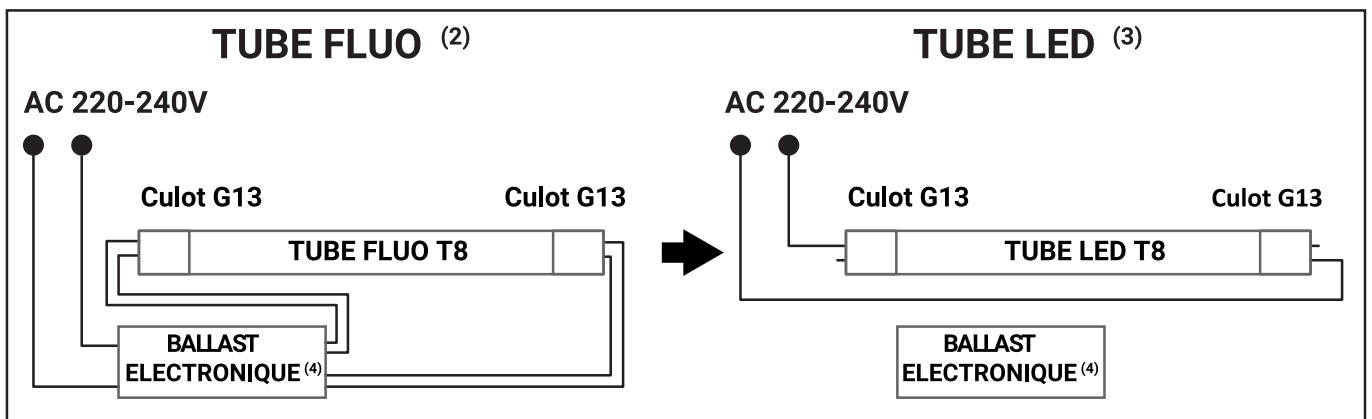 TUBE FLUO (2)
AC 220-240V
Culot G13
Culot G13
TUBE FLUO T8
BALLAST
ELECTRONIQUE (4)
TUBE LED (3)
AC 220-240V
Culot G13
Culot G13
TUBE LED T8
BALLAST
ELECTRONIQUE (4)